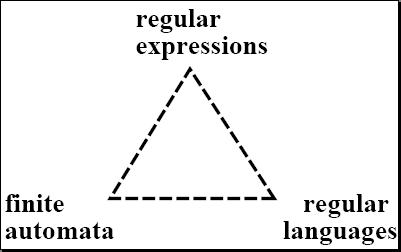 regular
expressions
finite
automata
regular
languages